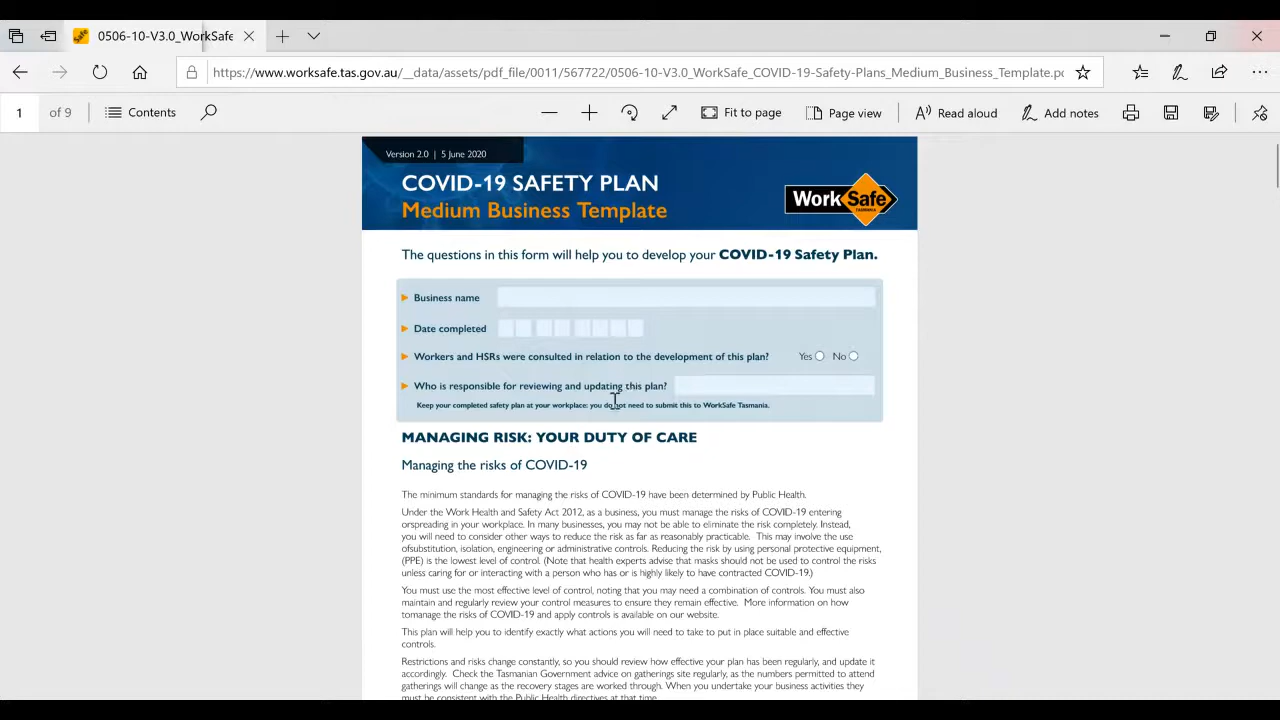 0506-10-V3.0_WorkSafe
https://www.worksafe.tas.gov.au/__data/assets/pdf_file/0011/567722/0506-10-V3.0_WorkSafe_COVID-19-Safety-Plans_Medium_Business_Template.pc
1 of 9 Contents Fit to page Page view Read aloud Add notes
Version 2.0 | 5 June 2020
COVID-19 SAFETY PLAN
Medium Business Template
WorkSafe
TASMANIA
The questions in this form will help you to develop your COVID-19 Safety Plan.
Business name
Date completed
Workers and HSRs were consulted in relation to the development of this plan? Yes No
Who is responsible for reviewing and updating this plan?
Keep your completed safety plan at your workplace: you do not need to submit this to WorkSafe Tasmania.
MANAGING RISK: YOUR DUTY OF CARE
Managing the risks of COVID-19
The minimum standards for managing the risks of COVID-19 have been determined by Public Health.
Under the Work Health and Safety Act 2012, as a business, you must manage the risks of COVID-19 entering
orspreading in your workplace. In many businesses, you may not be able to eliminate the risk completely. Instead,
you will need to consider other ways to reduce the risk as far as reasonably practicable. This may involve the use
ofsubstitution, isolation, engineering or administrative controls. Reducing the risk by using personal protective equipment,
(PPE) is the lowest level of control. (Note that health experts advise that masks should not be used to control the risks
unless caring for or interacting with a person who has or is highly likely to have contracted COVID-19.)
You must use the most effective level of control, noting that you may need a combination of controls. You must also
maintain and regularly review your control measures to ensure they remain effective. More information on how
tomanage the risks of COVID-19 and apply controls is available on our website.
This plan will help you to identify exactly what actions you will need to take to put in place suitable and effective
controls.
Restrictions and risks change constantly, so you should review how effective your plan has been regularly, and update it
accordingly. Check the Tasmanian Government advice on gatherings site regularly, as the numbers permitted to attend
gatherings will change as the recovery stages are worked through. When you undertake your business activities they
must be consistent with the Public Health directives at that time.